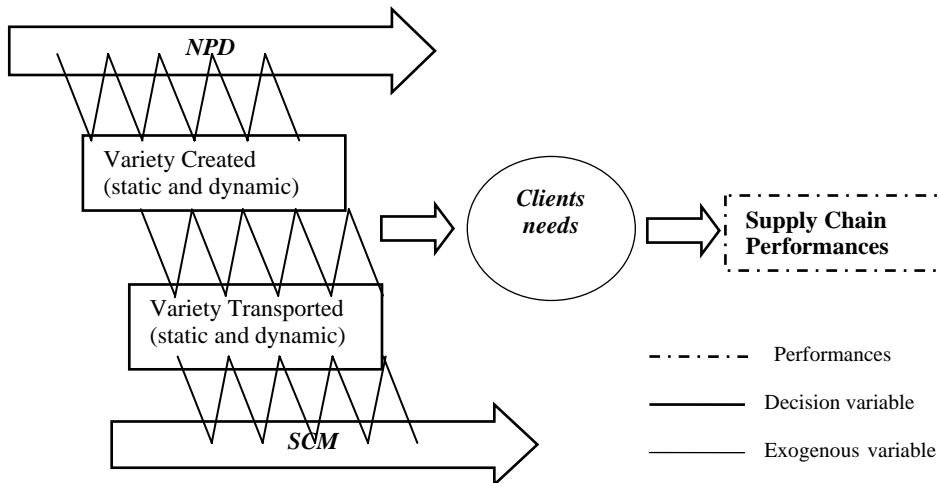 NPD
Variety Created
(static and dynamic)
Clients
needs
Supply Chain
Performances
Variety Transported
(static and dynamic)
SCM
Performances
Decision variable
Exogenous variable